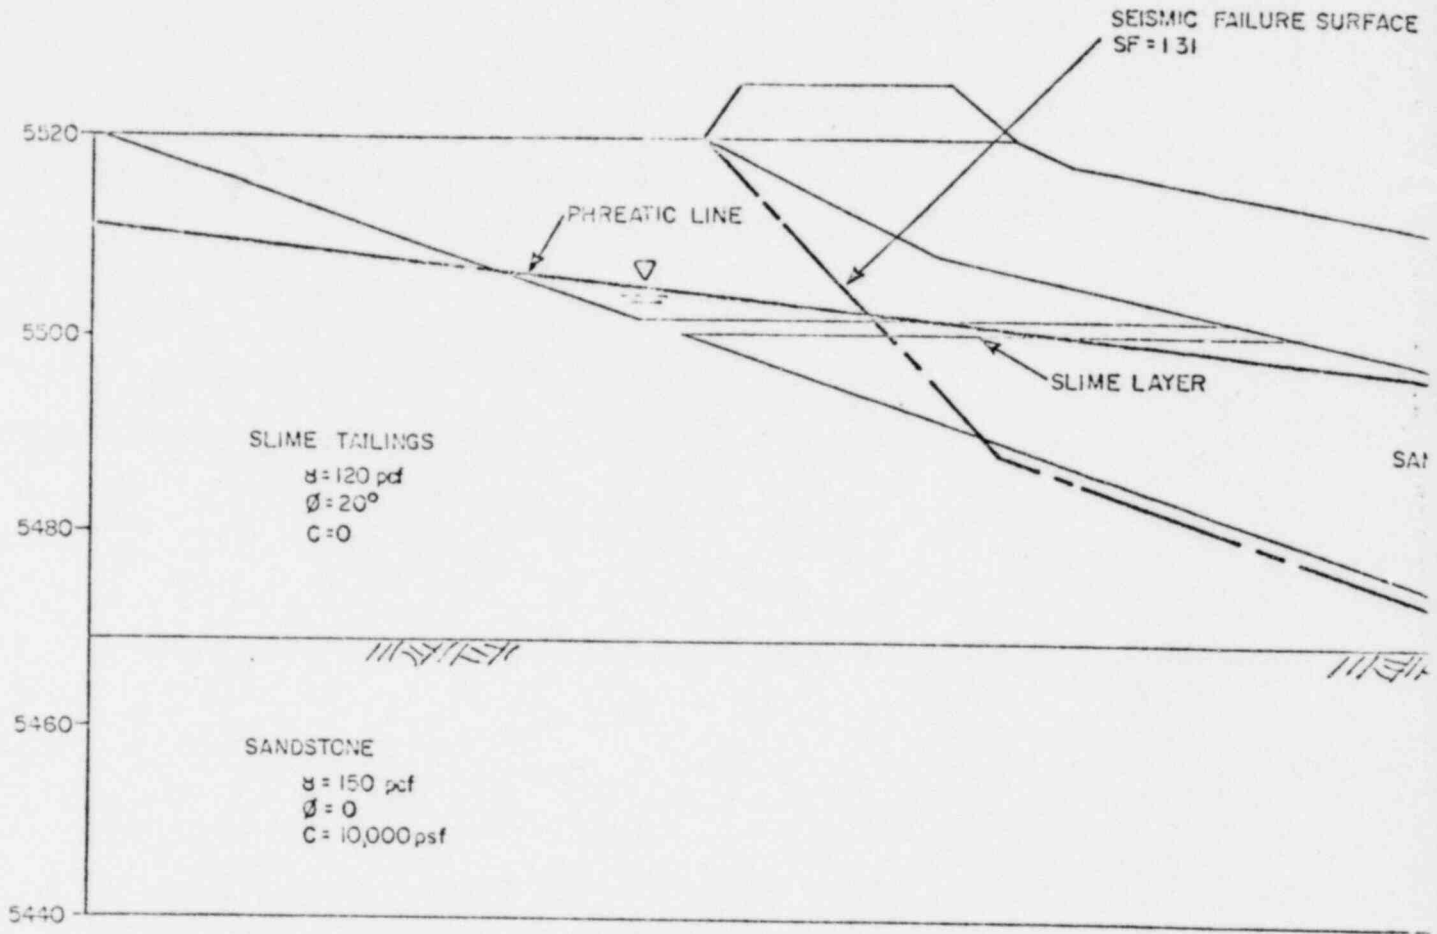 SEISMIC FAILURE SURFACE
SF = 1.31
5520
PHREATIC LINE
5500
SLIME LAYER
SLIME TAILINGS
ɣ = 120 pcf
SAN
Ø = 20°
5480
C = 0
5460
SANDSTONE
ɣ = 150 pcf
Ø = 0
C = 10,000 psf
5440